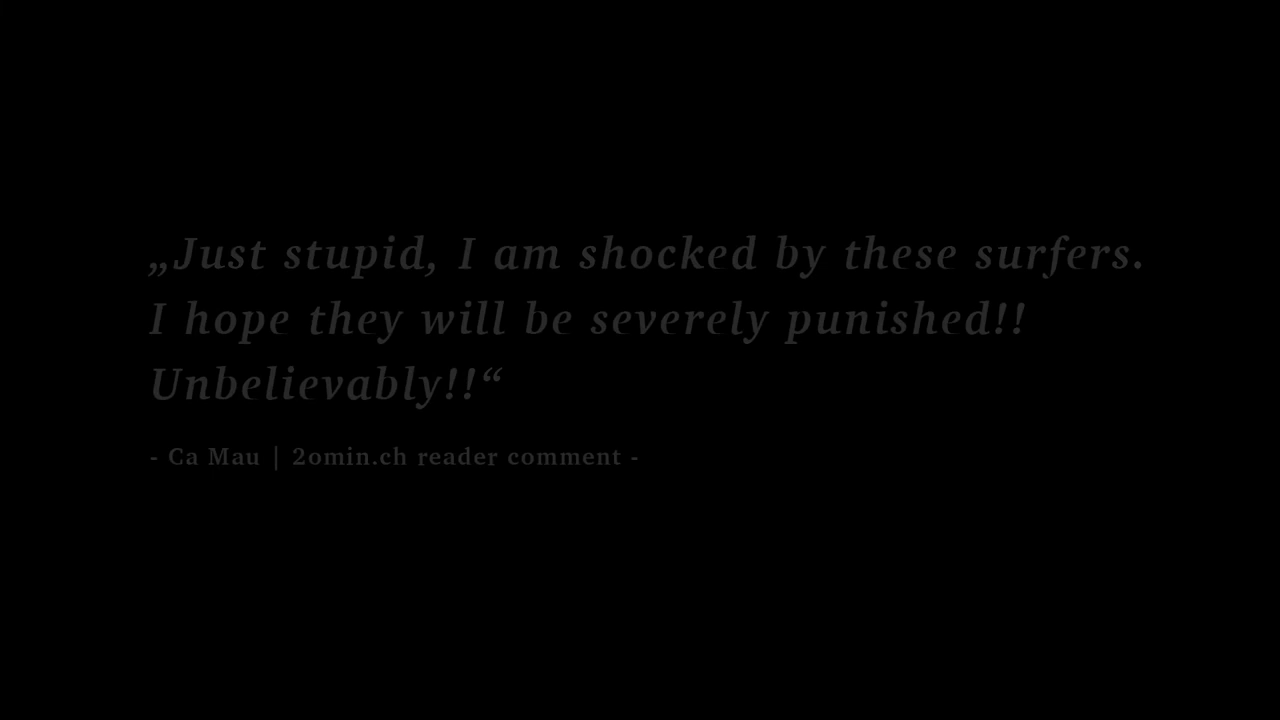 „Just stupid, I am shocked by these surfers.
I hope they will be severely punished!!
Unbelievably!!“
- Ca Mau | 20min.ch reader comment -